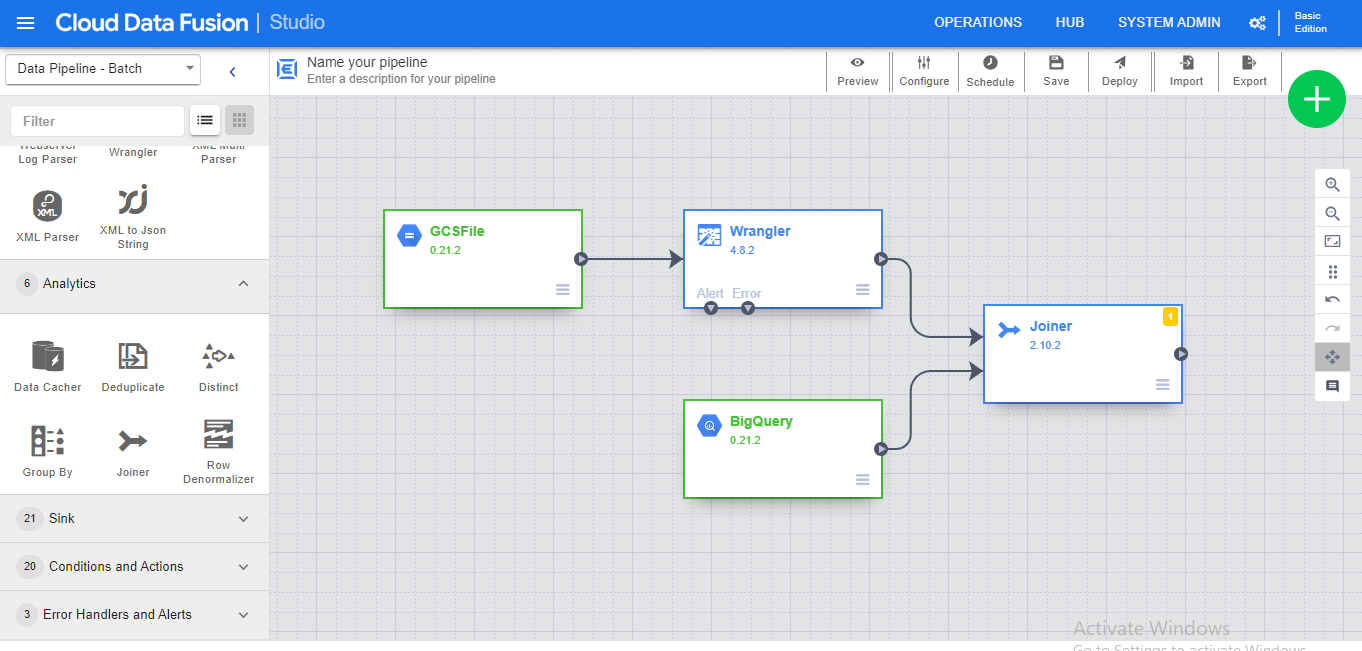 Cloud Data Fusion | Studio
OPERATIONS
HUB
SYSTEM ADMIN
Basic
Edition
Data Pipeline - Batch
Name your pipeline
Enter a description for your pipeline
Preview
Configure
Schedule
Save
Deploy
Import
Export
Filter
Webserver
Log Parser
Wrangler
XML Multi
Parser
XML
XML Parser
XML to Json
String
6 Analytics
Data Cacher
Deduplicate
Distinct
Group By
Joiner
Row
Denormalizer
21 Sink
20 Conditions and Actions
3 Error Handlers and Alerts
GCSFile
0.21.2
Wrangler
4.8.2
Alert Error
BigQuery
0.21.2
Joiner
2.10.2
1
Activate Windows
Go to Settings to activate Windows.